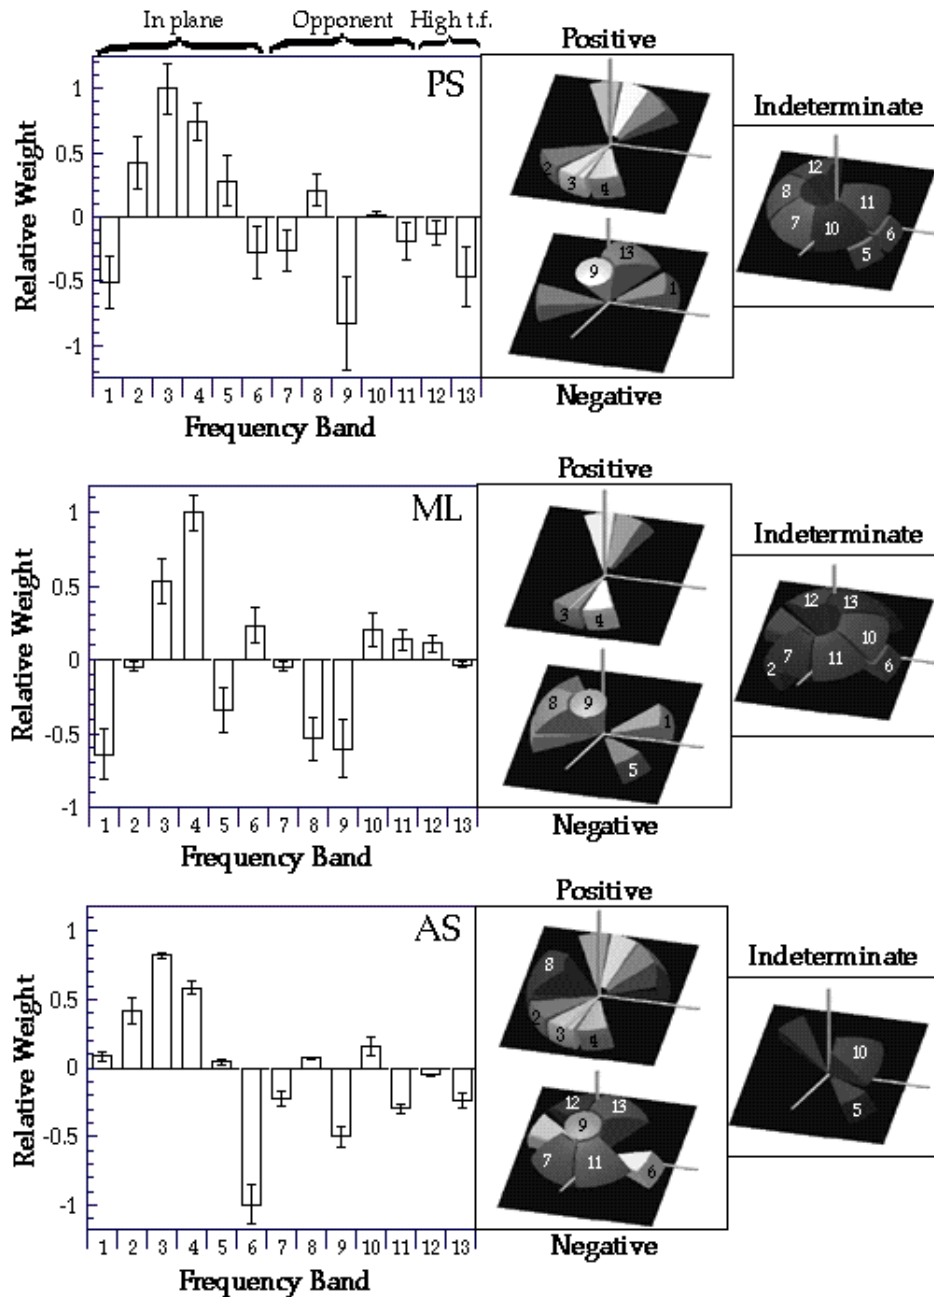 In plane Opponent High t.f.
PS
Relative Weight
1
0.5
0
-0.5
-1
1 2 3 4 5 6 7 8 9 10 11 12 13
Frequency Band
Positive
2 3 4
13
9
1
Negative
Indeterminate
12
8
11
7 10 6
5
ML
Relative Weight
1
0.5
0
-0.5
-1
1 2 3 4 5 6 7 8 9 10 11 12 13
Frequency Band
Positive
3 4
8 9
1
5
Negative
Indeterminate
12 13
10
7 11
2 6
AS
Relative Weight
1
0.5
0
-0.5
-1
1 2 3 4 5 6 7 8 9 10 11 12 13
Frequency Band
Positive
8
2
3 4
12 13
9
7 11
6
Negative
Indeterminate
10
5